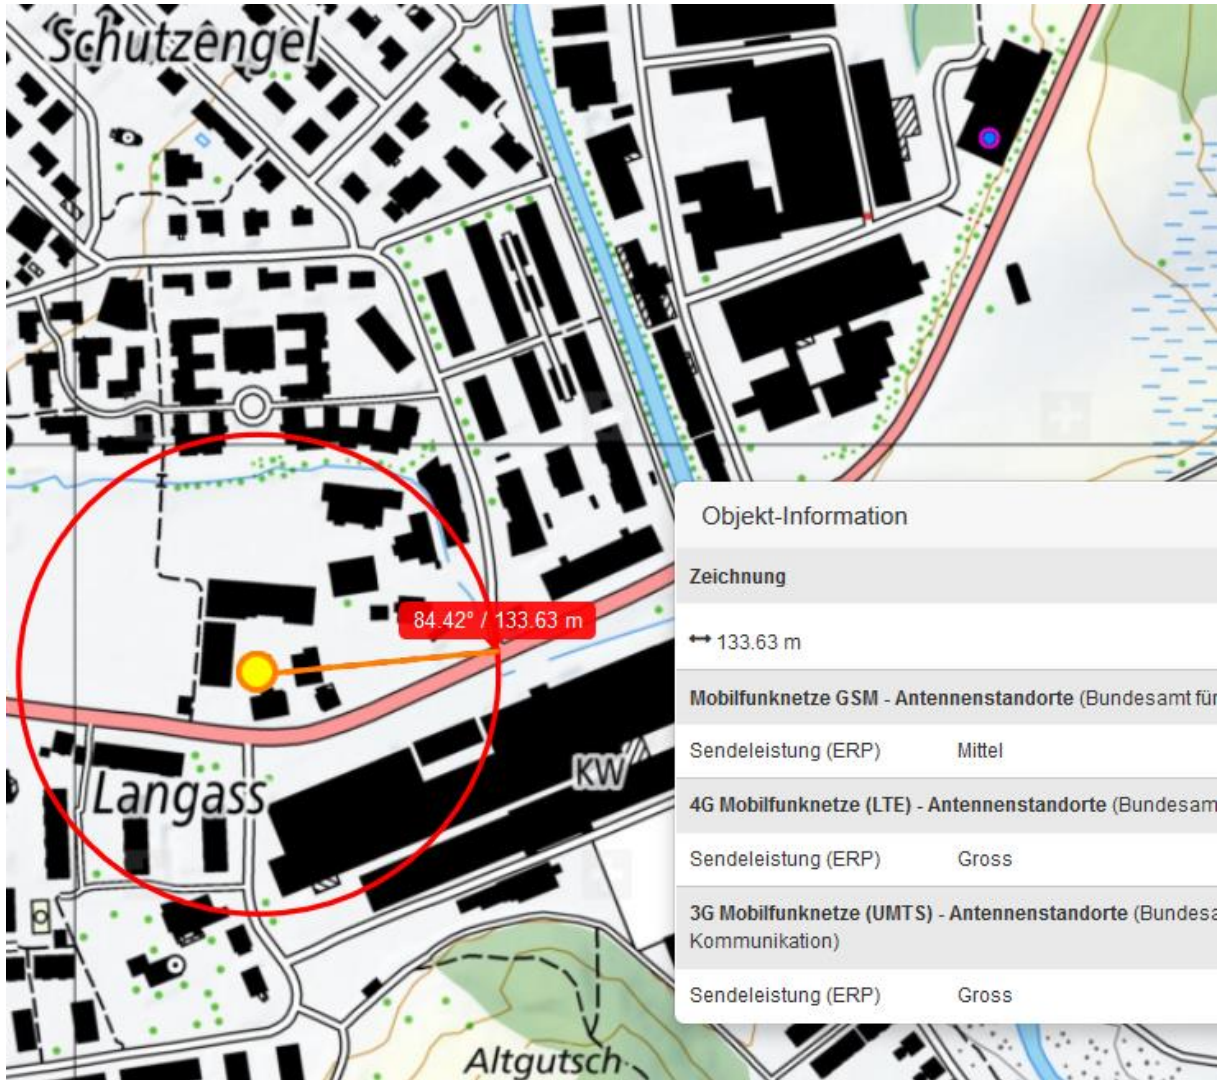 Schutzengel
84.42° / 133.63 m
Langass
KW
Altgutsch
Objekt-Information
Zeichnung
133.63 m
Mobilfunknetze GSM - Antennenstandorte (Bundesamt für
Sendeleistung (ERP) Mittel
4G Mobilfunknetze (LTE) - Antennenstandorte (Bundesam
Sendeleistung (ERP) Gross
3G Mobilfunknetze (UMTS) - Antennenstandorte (Bundesa
Kommunikation)
Sendeleistung (ERP) Gross